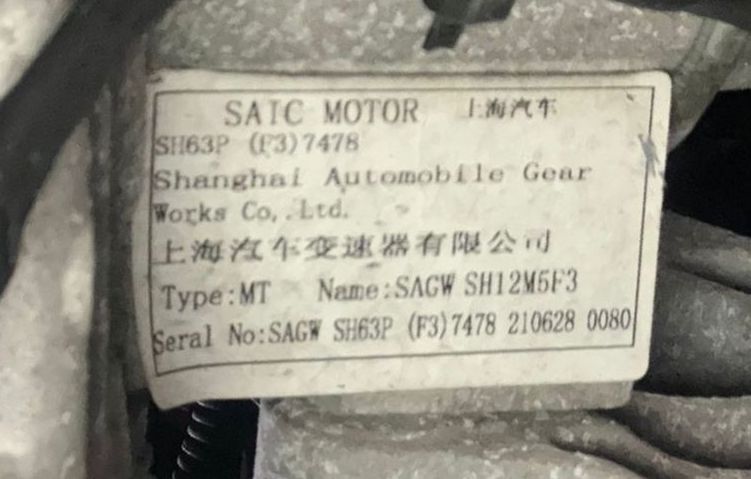 SAIC MOTOR 上海汽车
SH63P (F3)7478
Shanghai Automobile Gear
Works Co,.Ltd.
上海汽车变速器有限公司
Type:MT Name:SAGW SH12M5F3
Seral No:SAGW SH63P (F3)7478 210628 0080